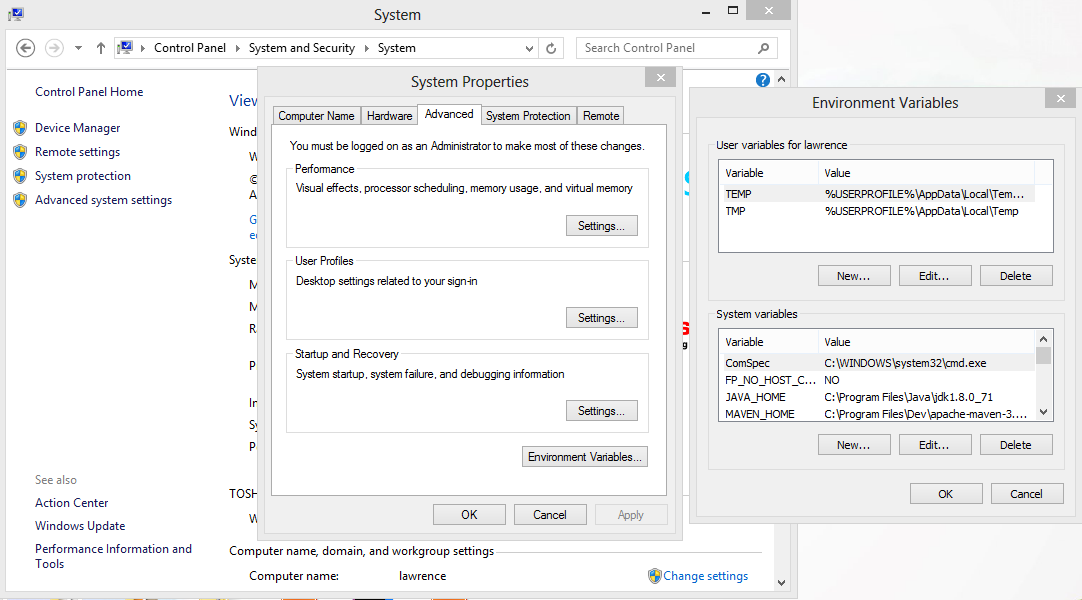 System
Control Panel
System and Security
System
Search Control Panel
Control Panel Home
Device Manager
Remote settings
System protection
Advanced system settings
See also
Action Center
Windows Update
Performance Information and
Tools
View
Wind
Syste
TOSH
Computer name, domain, and workgroup settings
Computer name:
lawrence
Change settings
System Properties
Computer Name
Hardware
Advanced
System Protection
Remote
You must be logged on as an Administrator to make most of these changes.
Performance
Visual effects, processor scheduling, memory usage, and virtual memory
Settings...
User Profiles
Desktop settings related to your sign-in
Settings...
Startup and Recovery
System startup, system failure, and debugging information
Settings...
Environment Variables...
OK
Cancel
Apply
Environment Variables
User variables for lawrence
Variable Value
TEMP %USERPROFILE%\AppData\Local\Tem...
TMP %USERPROFILE%\AppData\Local\Temp
New...
Edit...
Delete
System variables
Variable Value
ComSpec C:\WINDOWS\system32\cmd.exe
FP_NO_HOST_C... NO
JAVA_HOME C:\Program Files\Java\jdk1.8.0_71
MAVEN_HOME C:\Program Files\Dev\apache-maven-3....
New...
Edit...
Delete
OK
Cancel